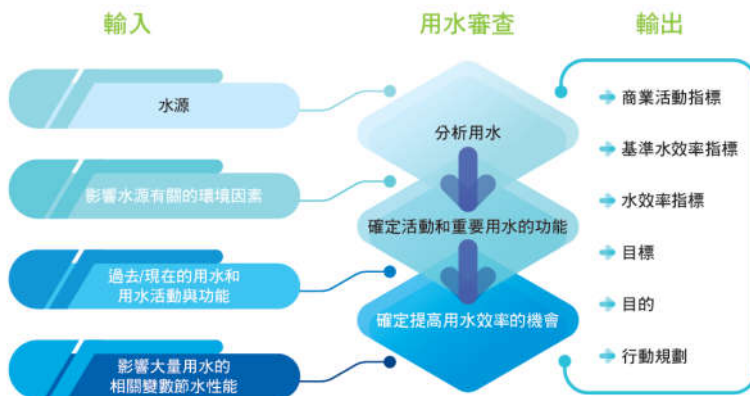 輸入
用水審查
輸出
水源
影響水源有關的環境因素
過去/現在的用水和
用水活動與功能
影響大量用水的
相關變數節水性能
分析用水
確定活動和重要用水的功能
確定提高用水效率的機會
商業活動指標
基準水效率指標
水效率指標
目標
目的
行動規劃